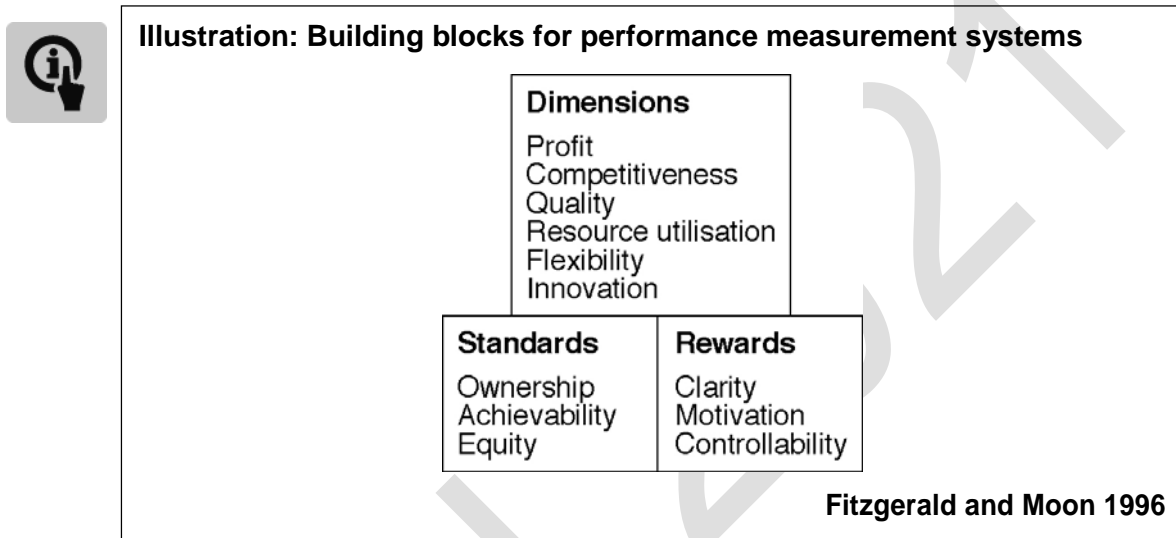 Illustration: Building blocks for performance measurement systems
Dimensions
Profit
Competitiveness
Quality
Resource utilisation
Flexibility
Innovation
Standards
Ownership
Achievability
Equity
Rewards
Clarity
Motivation
Controllability
Fitzgerald and Moon 1996